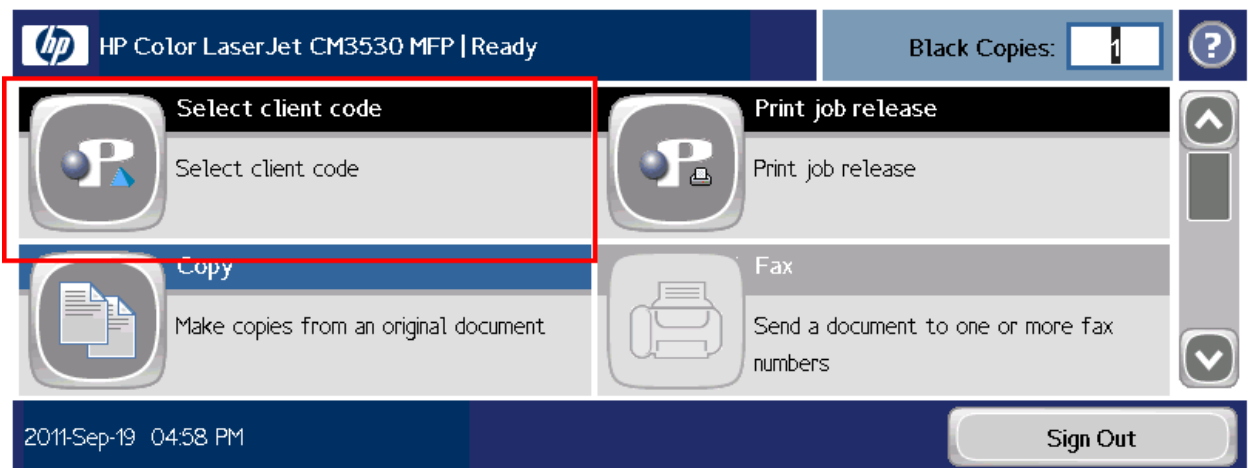 hp HP Color LaserJet CM3530 MFP | Ready
Black Copies: 1 ?
Select client code
Select client code
Print job release
Print job release
Copy
Make copies from an original document
Fax
Send a document to one or more fax
numbers
2011-Sep-19 04:58 PM
Sign Out